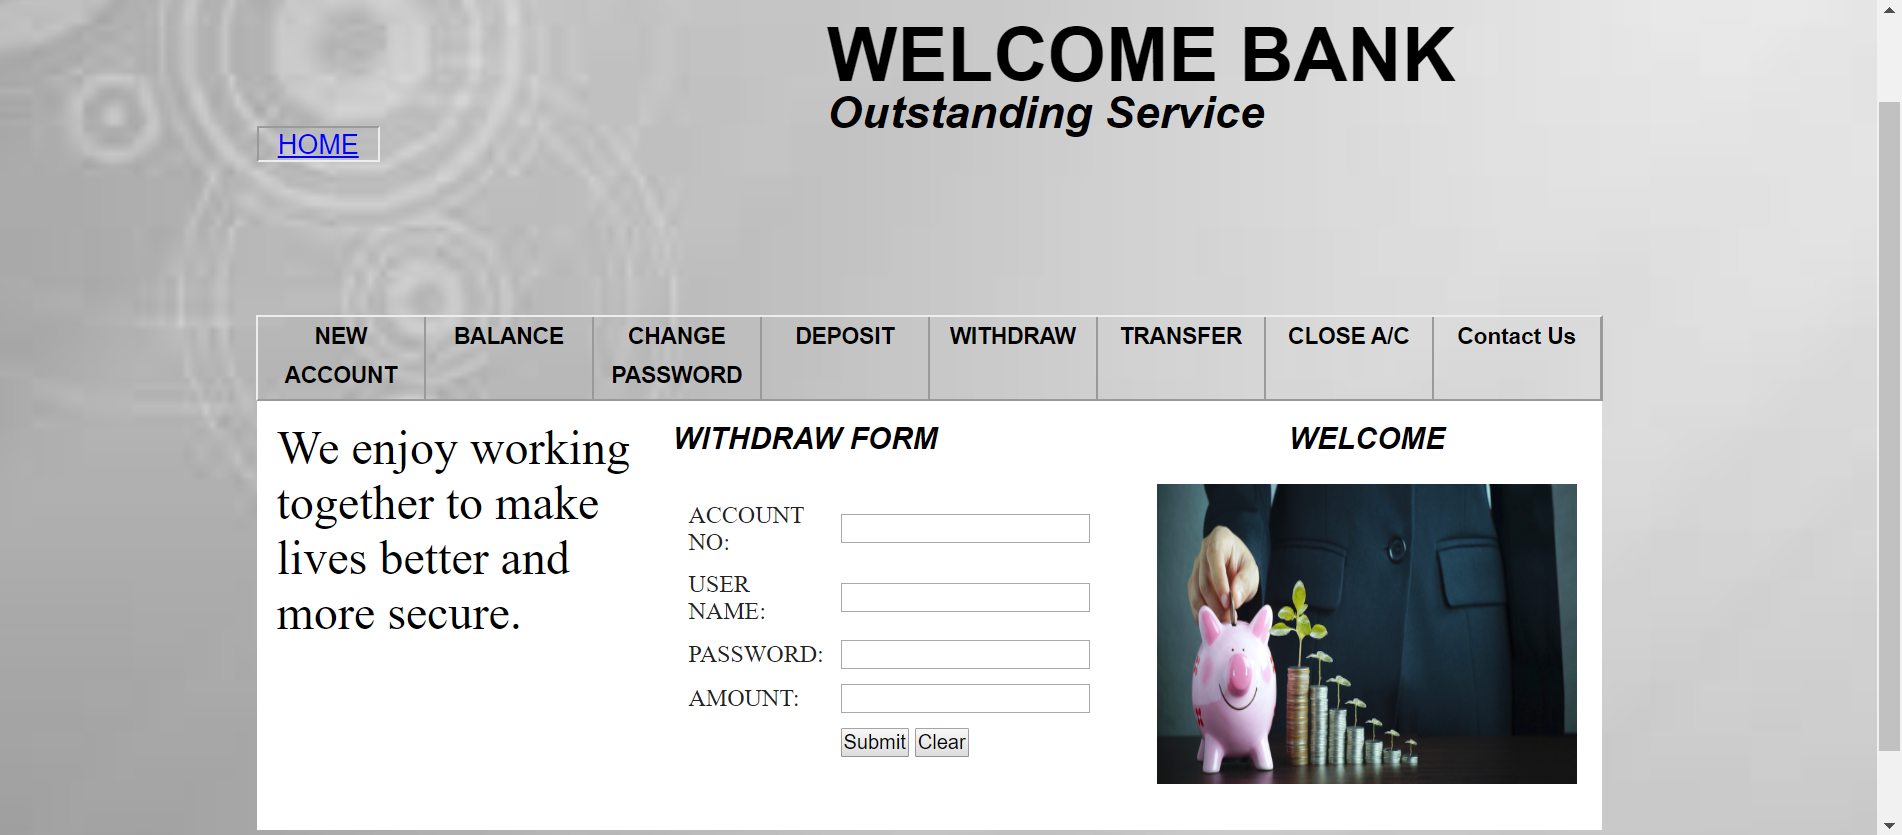 WELCOME BANK
Outstanding Service
HOME
NEW ACCOUNT
BALANCE
CHANGE PASSWORD
DEPOSIT
WITHDRAW
TRANSFER
CLOSE A/C
Contact Us
We enjoy working
together to make
lives better and
more secure.
WITHDRAW FORM
ACCOUNT
NO:
USER
NAME:
PASSWORD:
AMOUNT:
Submit Clear
WELCOME